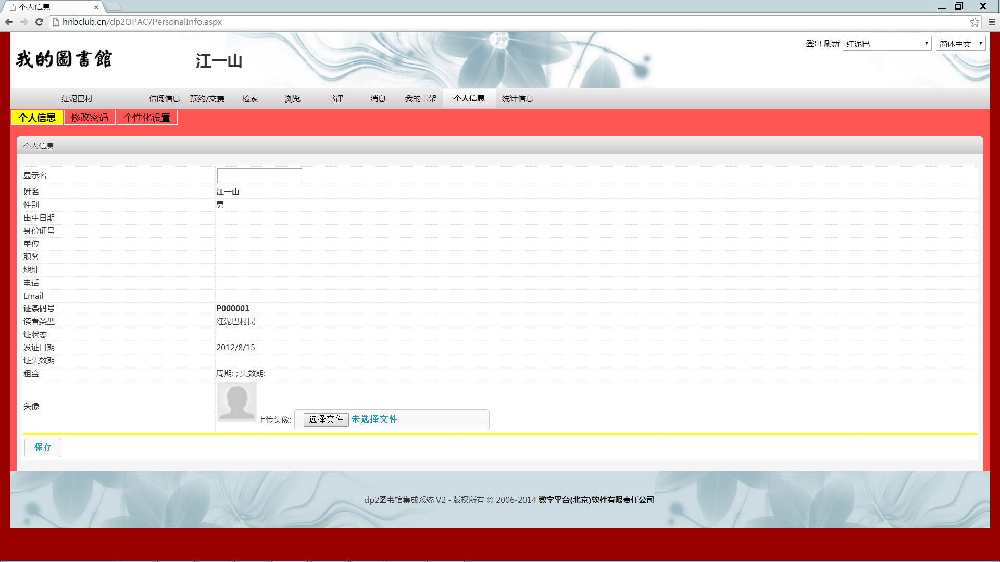 个人信息
hnbclub.cn/dp2OPAC/PersonalInfo.aspx
登出 刷新 红泥巴 简体中文
我的圖書館 江一山
红泥巴村 借阅信息 预约/交费 检索 浏览 书评 消息 我的书架 个人信息 统计信息
个人信息 修改密码 个性化设置
个人信息
显示名
姓名 江一山
性别 男
出生日期
身份证号
单位
职务
地址
电话
Email
证条码号 P000001
读者类型 红泥巴村民
证状态
发证日期 2012/8/15
证失效期
租金 周期: ; 失效期:
头像 上传头像: 选择文件 未选择文件
保存
dp2图书馆集成系统 V2 - 版权所有 © 2006-2014 数字平台(北京)软件有限责任公司